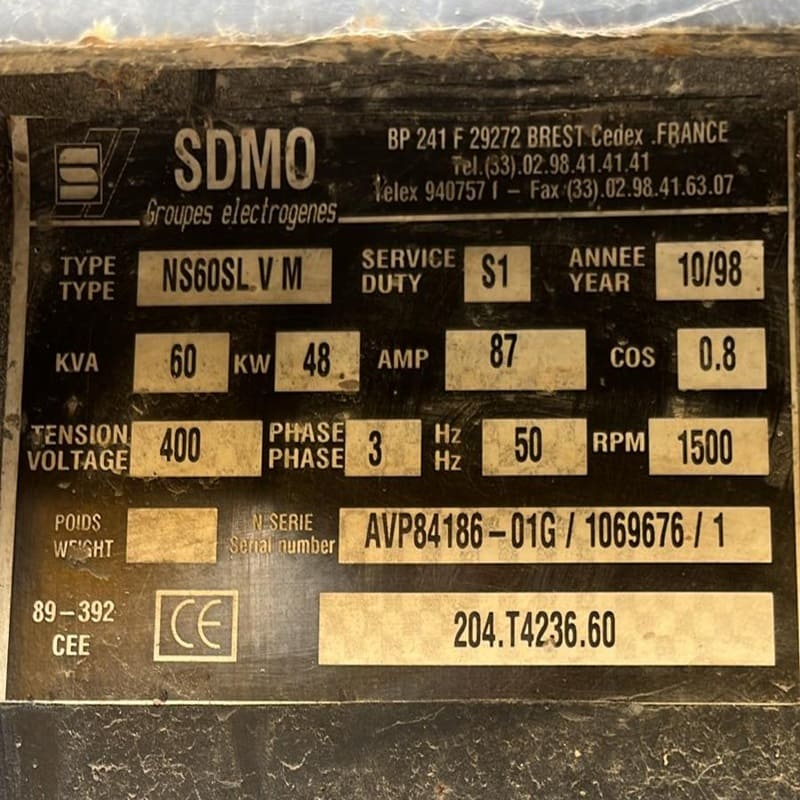 SDMO
Groupes electrogenes
BP 241 F 29272 BREST Cedex .FRANCE
Tel.(33).02.98.41.41.41
Telex 940757 I – Fax (33).02.98.41.63.07
TYPE NS60SL V M SERVICE S1 ANNEE 10/98
TYPE DUTY YEAR
KVA 60 KW 48 AMP 87 COS 0.8
TENSION 400 PHASE 3 Hz 50 RPM 1500
VOLTAGE PHASE Hz
POIDS N SERIE AVP84186 – 01G / 1069676 / 1
WEIGHT Serial number
89–392 CE 204.T4236.60
CEE